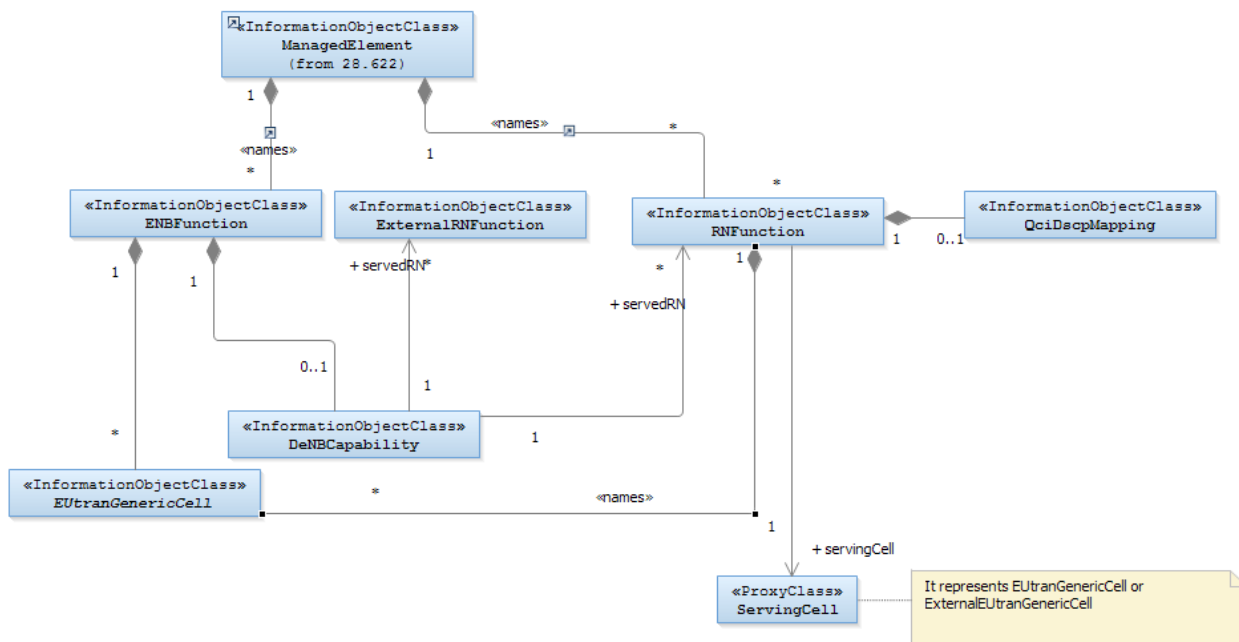 «InformationObjectClass»
ManagedElement
(from 28.622)
1
«names»
*
1
«names»
*
*
«InformationObjectClass»
ENBFunction
«InformationObjectClass»
ExternalRNFunction
«InformationObjectClass»
RNFunction
«InformationObjectClass»
QciDscpMapping
1
0..1
1
1
+ servedRN
*
*
1
+ servedRN
0..1
1
1
«InformationObjectClass»
DeNBCapability
*
«InformationObjectClass»
EUtranGenericCell
*
«names»
1
+ servingCell
«ProxyClass»
ServingCell
It represents EUtranGenericCell or
ExternalEUtranGenericCell